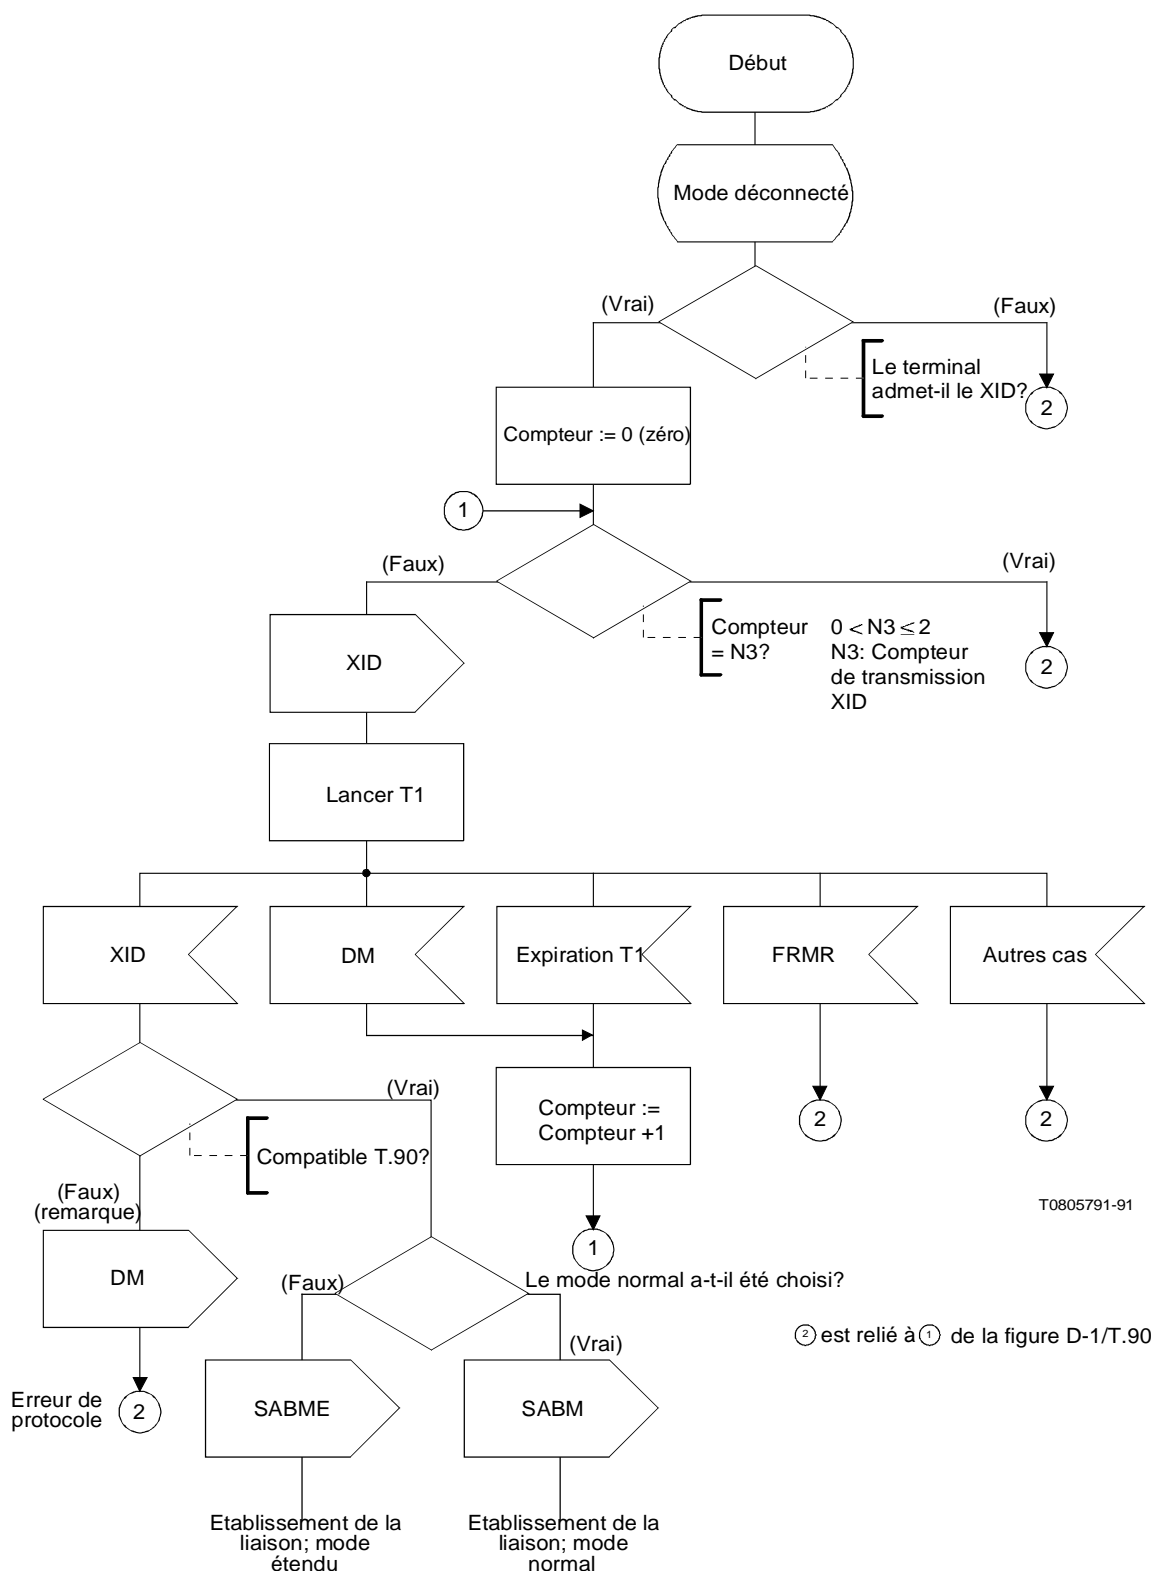 Début
Mode déconnecté
(Vrai)
(Faux)
Le terminal
admet-il le XID?
2
Compteur := 0 (zéro)
1
(Faux)
(Vrai)
Compteur
= N3?
0 < N3 ≤ 2
N3: Compteur
de transmission
XID
2
XID
Lancer T1
XID
DM
Expiration T1
FRMR
Autres cas
(Vrai)
Compatible T.90?
Compteur :=
Compteur +1
2
2
(Faux)
(remarque)
T0805791-91
DM
1
(Faux)
Le mode normal a-t-il été choisi?
(Vrai)
2 est relié à 1 de la figure D-1/T.90
Erreur de
protocole
2
SABME
SABM
Etablissement de la
liaison; mode
étendu
Etablissement de la
liaison; mode
normal